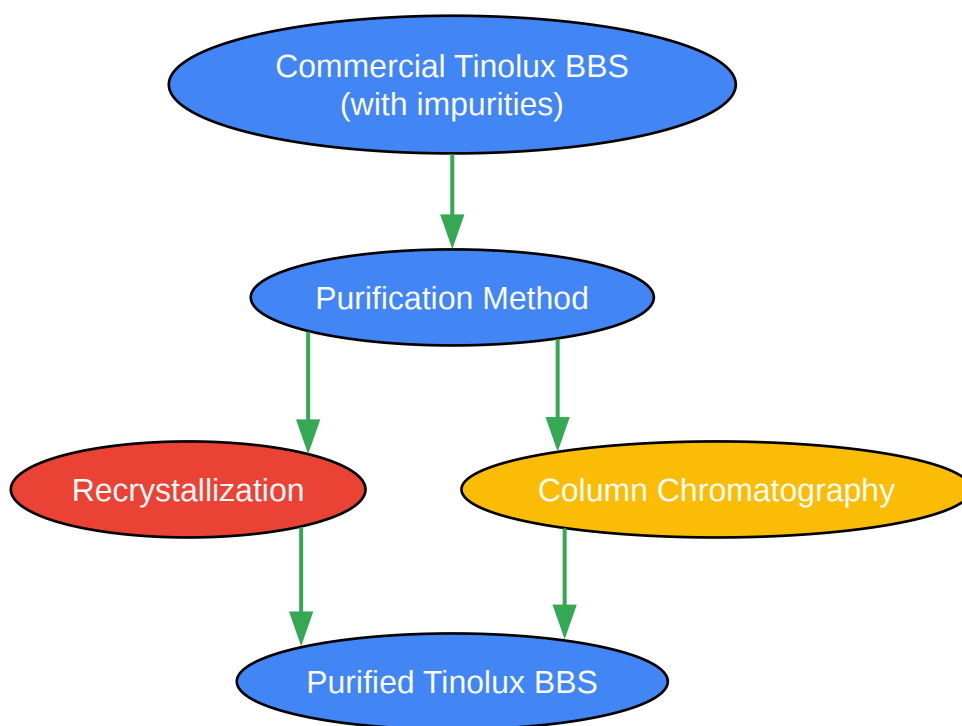 Commercial Tinolux BBS
(with impurities)
Purification Method
Recrystallization
Column Chromatography
Purified Tinolux BBS